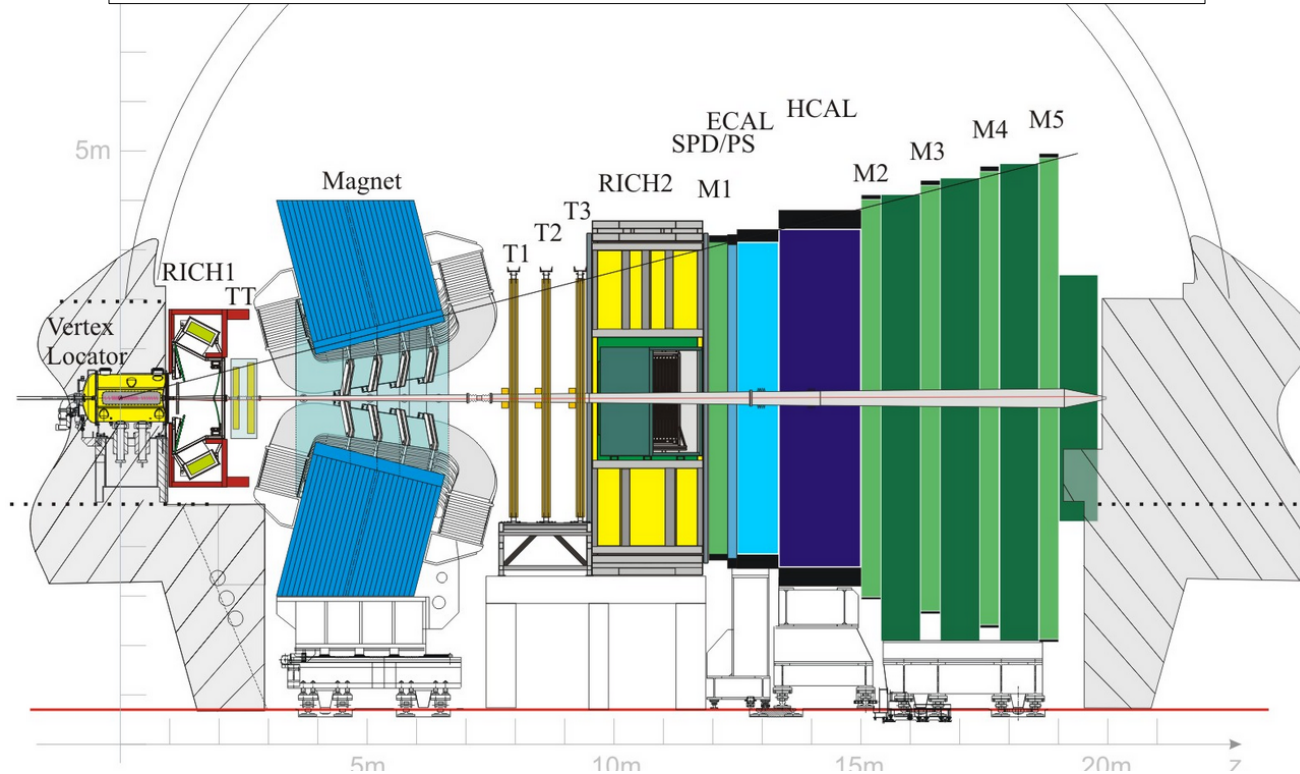 HCAL
ECAL
SPD/PS
M5
M4
M3
M2
M1
5m
Magnet
RICH2
T3
T2
T1
RICH1
TT
Vertex
Locator
5m
10m
15m
20m
z